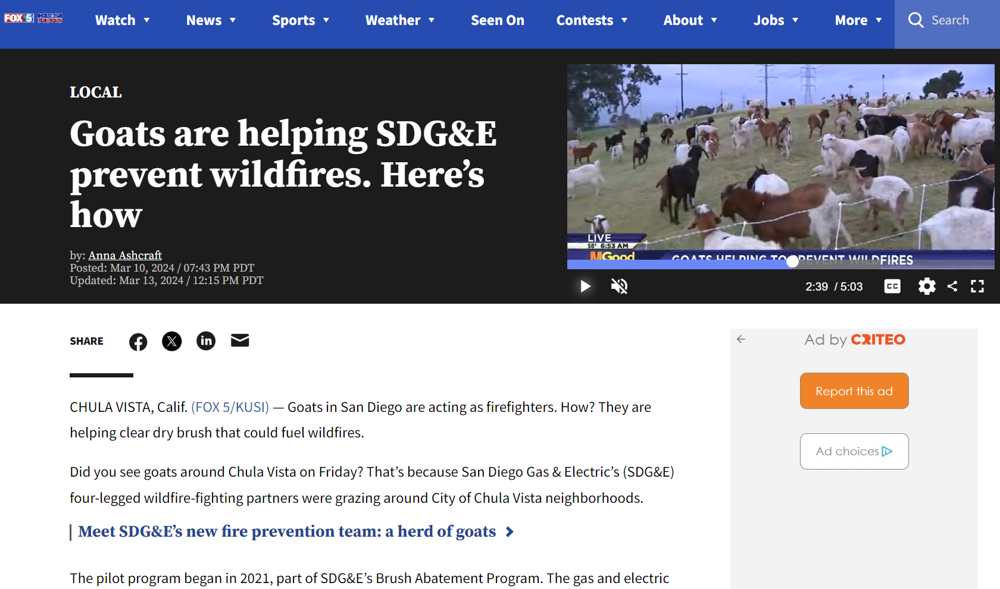 FOX 5 KUSI NEWS
Watch
News
Sports
Weather
Seen On
Contests
About
Jobs
More
Search
LOCAL
Goats are helping SDG&E
prevent wildfires. Here’s
how
by: Anna Ashcraft
Posted: Mar 10, 2024 / 07:43 PM PDT
Updated: Mar 13, 2024 / 12:15 PM PDT
LIVE
58° 6:53 AM
Good
GOATS HELPING TO PREVENT WILDFIRES
2:39 / 5:03
CC
SHARE
CHULA VISTA, Calif. (FOX 5/KUSI) — Goats in San Diego are acting as firefighters. How? They are
helping clear dry brush that could fuel wildfires.
Did you see goats around Chula Vista on Friday? That’s because San Diego Gas & Electric’s (SDG&E)
four-legged wildfire-fighting partners were grazing around City of Chula Vista neighborhoods.
Meet SDG&E’s new fire prevention team: a herd of goats
The pilot program began in 2021, part of SDG&E’s Brush Abatement Program. The gas and electric
Ad by CRITEO
Report this ad
Ad choices